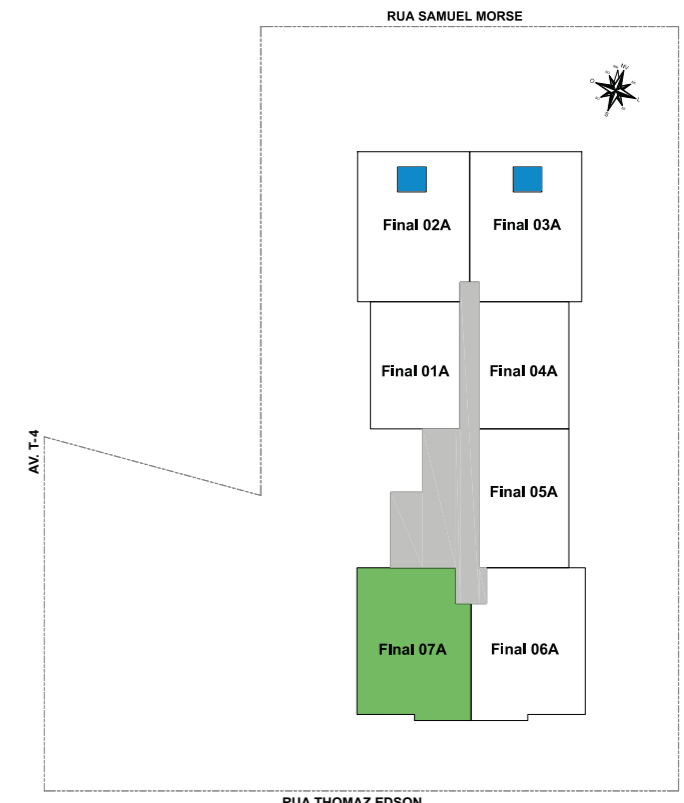 RUA SAMUEL MORSE
O
L
S
Final 02A
Final 03A
Final 01A
Final 04A
AV. T-4
Final 05A
FInal 07A
Final 06A
RUA THOMAZ EDSON